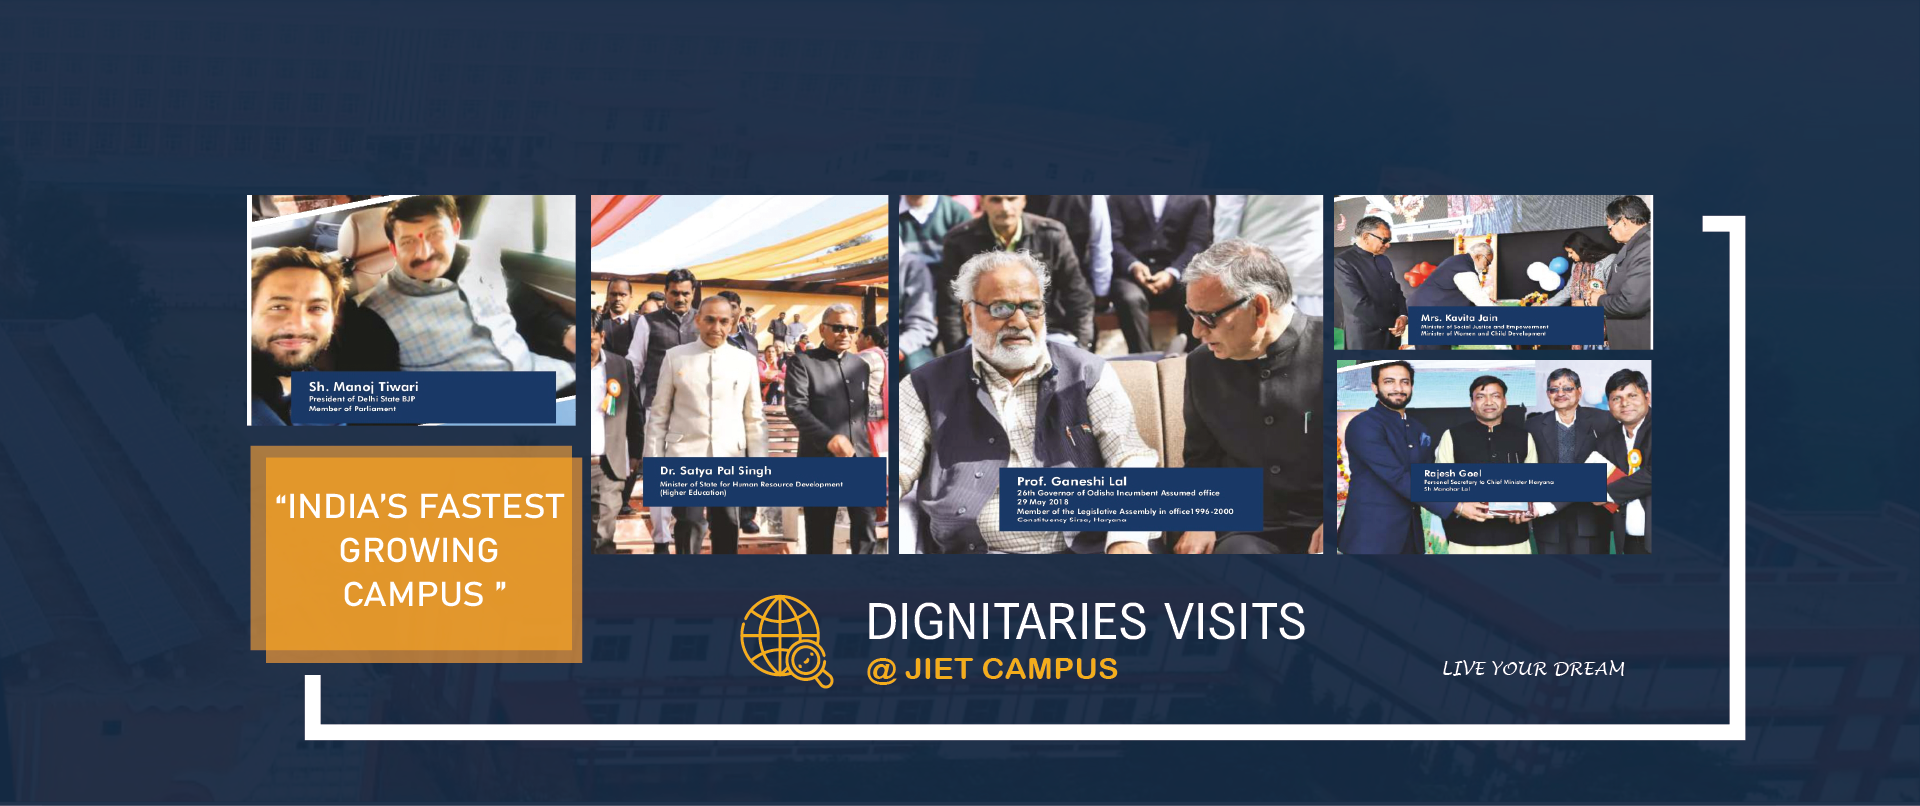 Sh. Manoj Tiwari
President of Delhi State BJP
Member of Parliament
"INDIA'S FASTEST
GROWING
CAMPUS "
Dr. Satya Pal Singh
Minister of State for Human Resource Development
(Higher Education)
Prof. Ganeshi Lal
26th Governor of Odisha Incumbent Assumed office
29 May 2018
Member of the Legislative Assembly in office1996-2000
Constituency Sirsa, Haryana
Mrs. Kavita Jain
Minister of Social Justice and Empowerment
Minister of Women and Child Development
Rajesh Goel
Personal Secretary to Chief Minister Haryana
Sh Manohar Lal
DIGNITARIES VISITS
@ JIET CAMPUS
LIVE YOUR DREAM